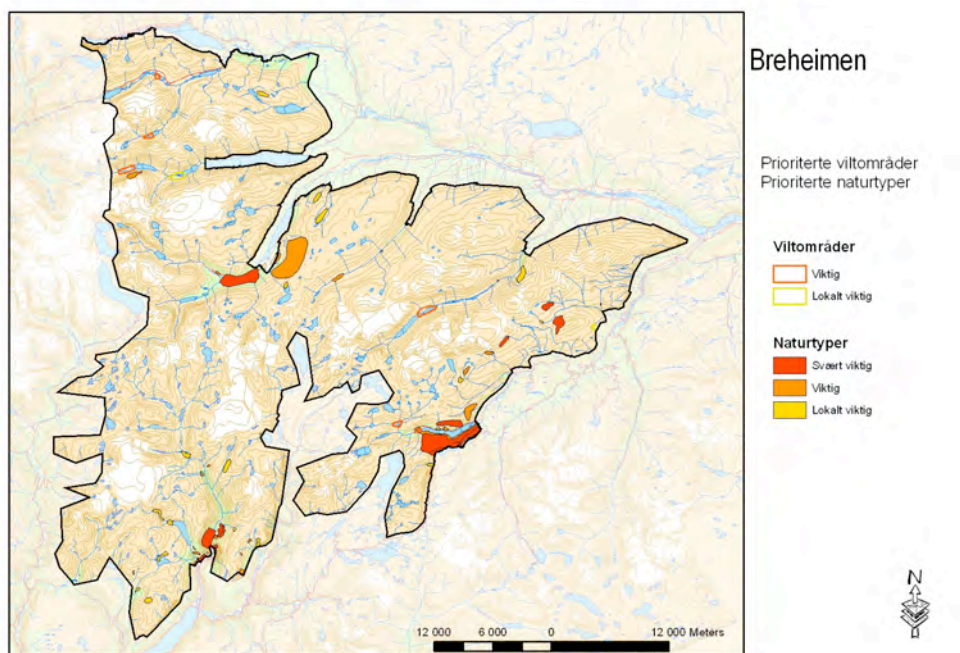 Breheimen
Prioriterte viltområder
Prioriterte naturtyper
Viltområder
Viktig
Lokalt viktig
Naturtyper
Svært viktig
Viktig
Lokalt viktig
N
12 000 6 000 0 12 000 Meters